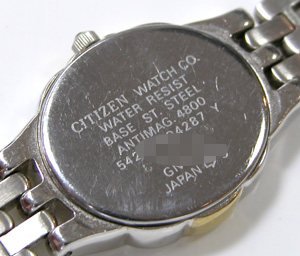 CITIZEN WATCH CO.
WATER RESIST
BASE ST. STEEL
ANTIMAG. 4800
542 4287 Y
GN
JAPAN